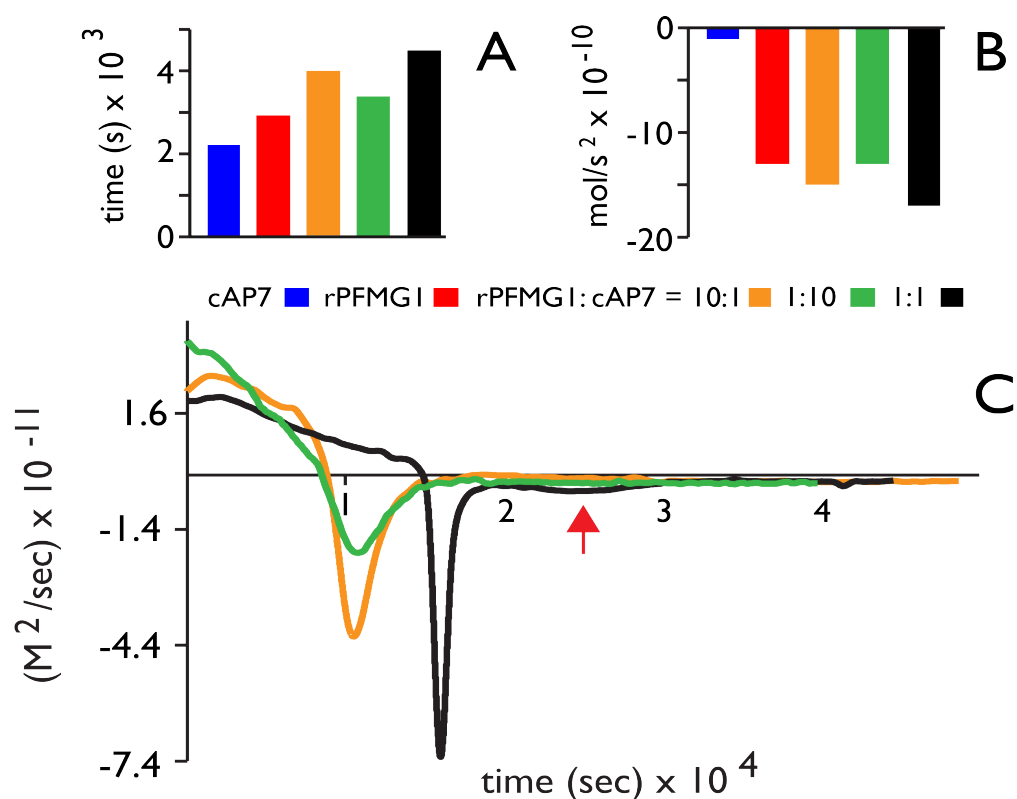 A
time (s) x 10 3
4
2
0
B
mol/s 2 x 10 -10
0
-10
-20
cAP7 rPFMG1 rPFMG1:cAP7 = 10:1 1:10 1:1
C
(M 2 /sec) x 10 -11
1.6
-1.4
-4.4
-7.4
1 2 3 4
time (sec) x 10 4